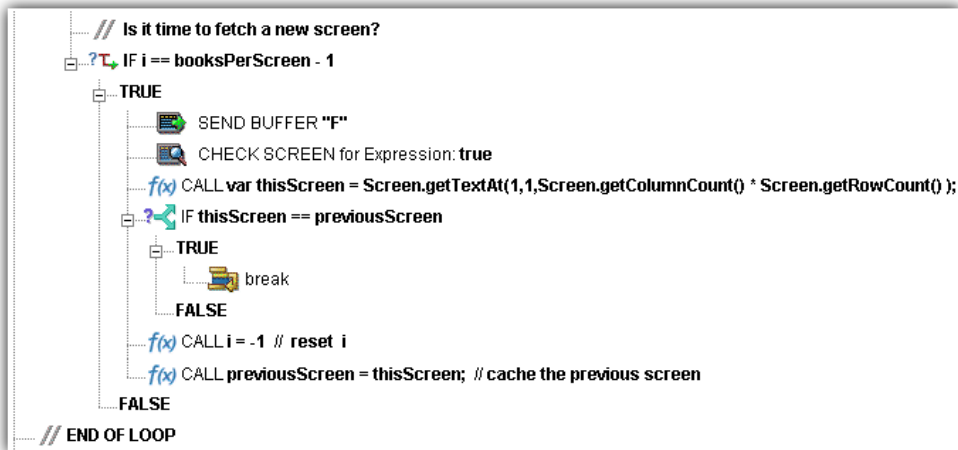 // Is it time to fetch a new screen?
IF i == booksPerScreen - 1
TRUE
SEND BUFFER "F"
CHECK SCREEN for Expression: true
f(x) CALL var thisScreen = Screen.getTextAt(1,1,Screen.getColumnCount() * Screen.getRowCount() );
IF thisScreen == previousScreen
TRUE
break
FALSE
f(x) CALL i = -1 // reset i
f(x) CALL previousScreen = thisScreen; // cache the previous screen
FALSE
// END OF LOOP